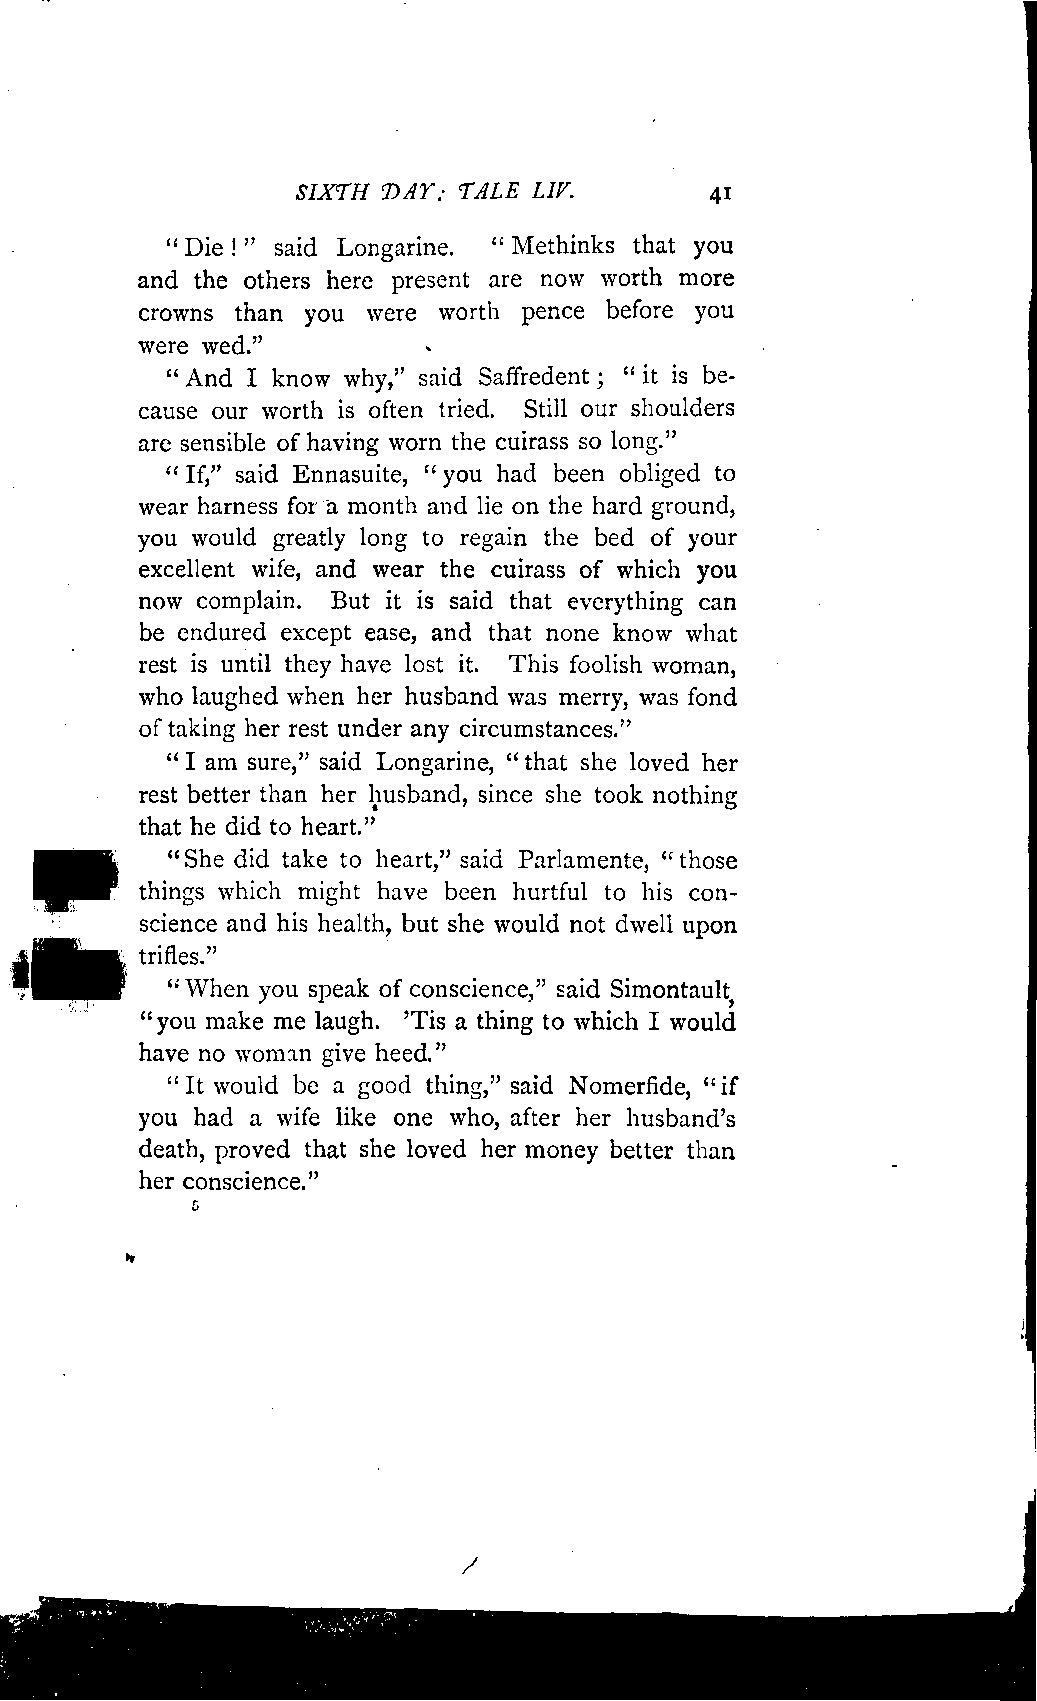 SIXTH DAY: TALE LIV. 41
“Die!” said Longarine. “Methinks that you
and the others here present are now worth more
crowns than you were worth pence before you
were wed.”
“And I know why,” said Saffredent; “it is be-
cause our worth is often tried. Still our shoulders
are sensible of having worn the cuirass so long.”
“If,” said Ennasuite, “you had been obliged to
wear harness for a month and lie on the hard ground,
you would greatly long to regain the bed of your
excellent wife, and wear the cuirass of which you
now complain. But it is said that everything can
be endured except ease, and that none know what
rest is until they have lost it. This foolish woman,
who laughed when her husband was merry, was fond
of taking her rest under any circumstances.”
“I am sure,” said Longarine, “that she loved her
rest better than her husband, since she took nothing
that he did to heart.”
“She did take to heart,” said Parlamente, “those
things which might have been hurtful to his con-
science and his health, but she would not dwell upon
trifles.”
“When you speak of conscience,” said Simontault,
“you make me laugh. ’Tis a thing to which I would
have no woman give heed.”
“It would be a good thing,” said Nomerfide, “if
you had a wife like one who, after her husband’s
death, proved that she loved her money better than
her conscience.”
5